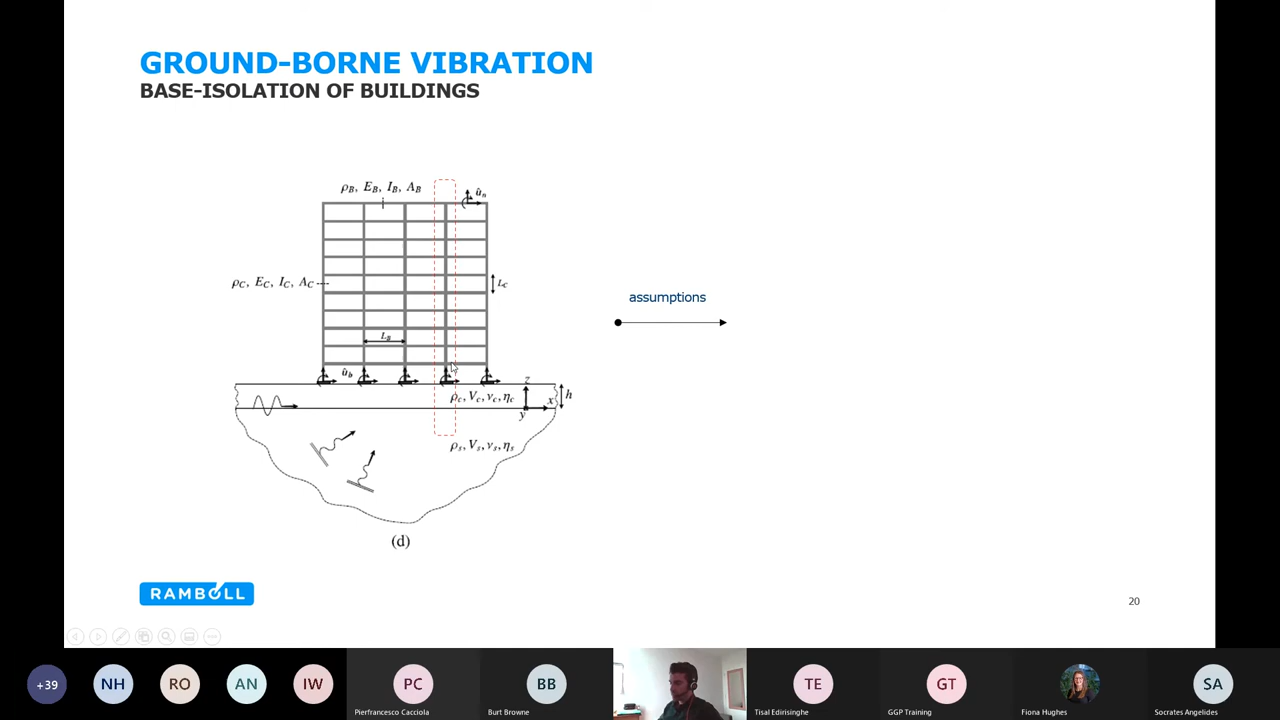 GROUND-BORNE VIBRATION
BASE-ISOLATION OF BUILDINGS
ρB, EB, IB, AB
ûn
ρC, EC, IC, AC
LC
LB
ûb
z
x
y
h
ρc, Vc, νc, ηc
ρs, Vs, νs, ηs
(d)
assumptions
RAMBOLL
20
+39
NH
RO
AN
IW
PC
BB
TE
GT
SA
Pierfrancesco Cacciola
Burt Browne
Tisal Edirisinghe
GGP Training
Fiona Hughes
Socrates Angelides